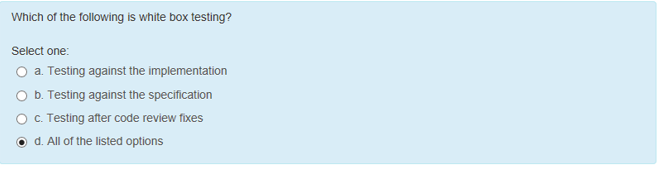 Which of the following is white box testing?
Select one:
a. Testing against the implementation
b. Testing against the specification
c. Testing after code review fixes
d. All of the listed options